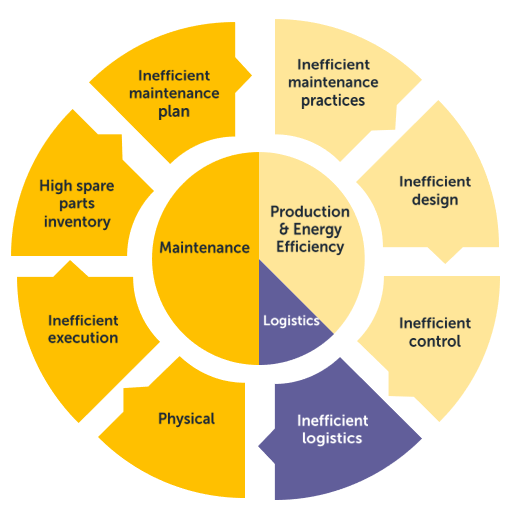 Inefficient
maintenance
plan
Inefficient
maintenance
practices
High spare
parts
inventory
Inefficient
design
Maintenance
Production
& Energy
Efficiency
Logistics
Inefficient
execution
Inefficient
control
Physical
Inefficient
logistics